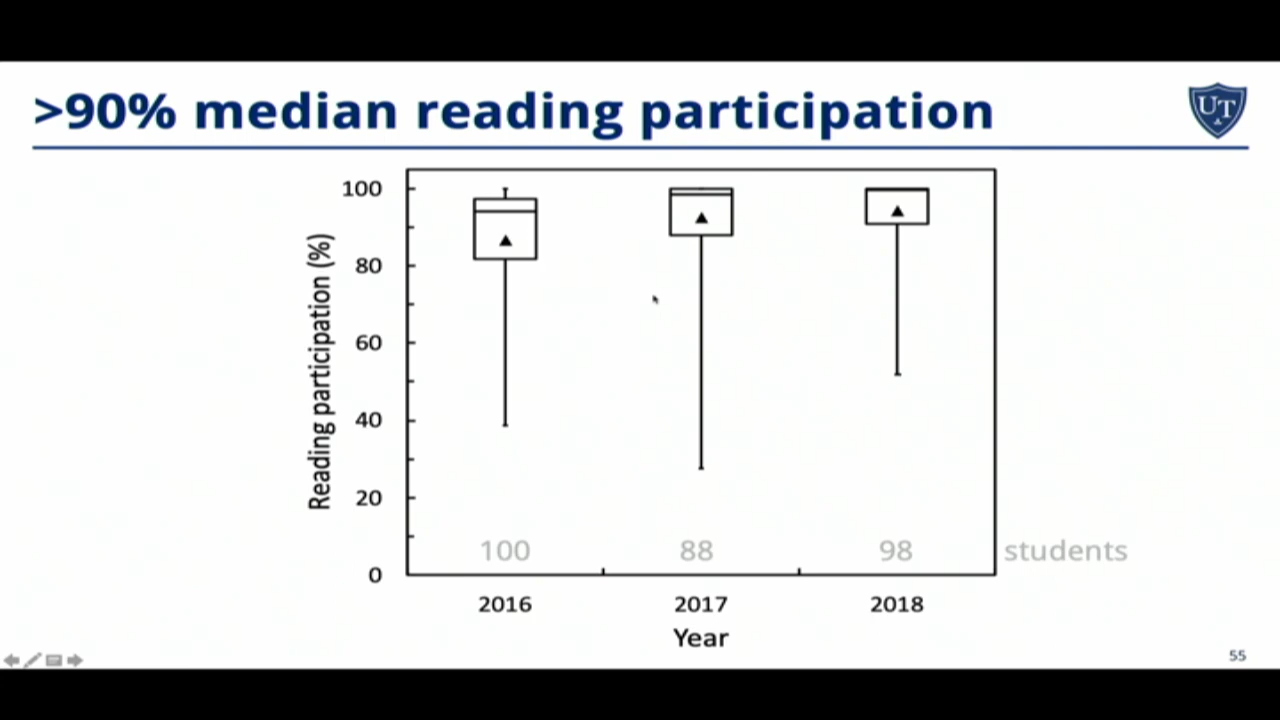 >90% median reading participation
UT
Reading participation (%)
100
80
60
40
20
0
100 88 98 students
2016 2017 2018
Year
55